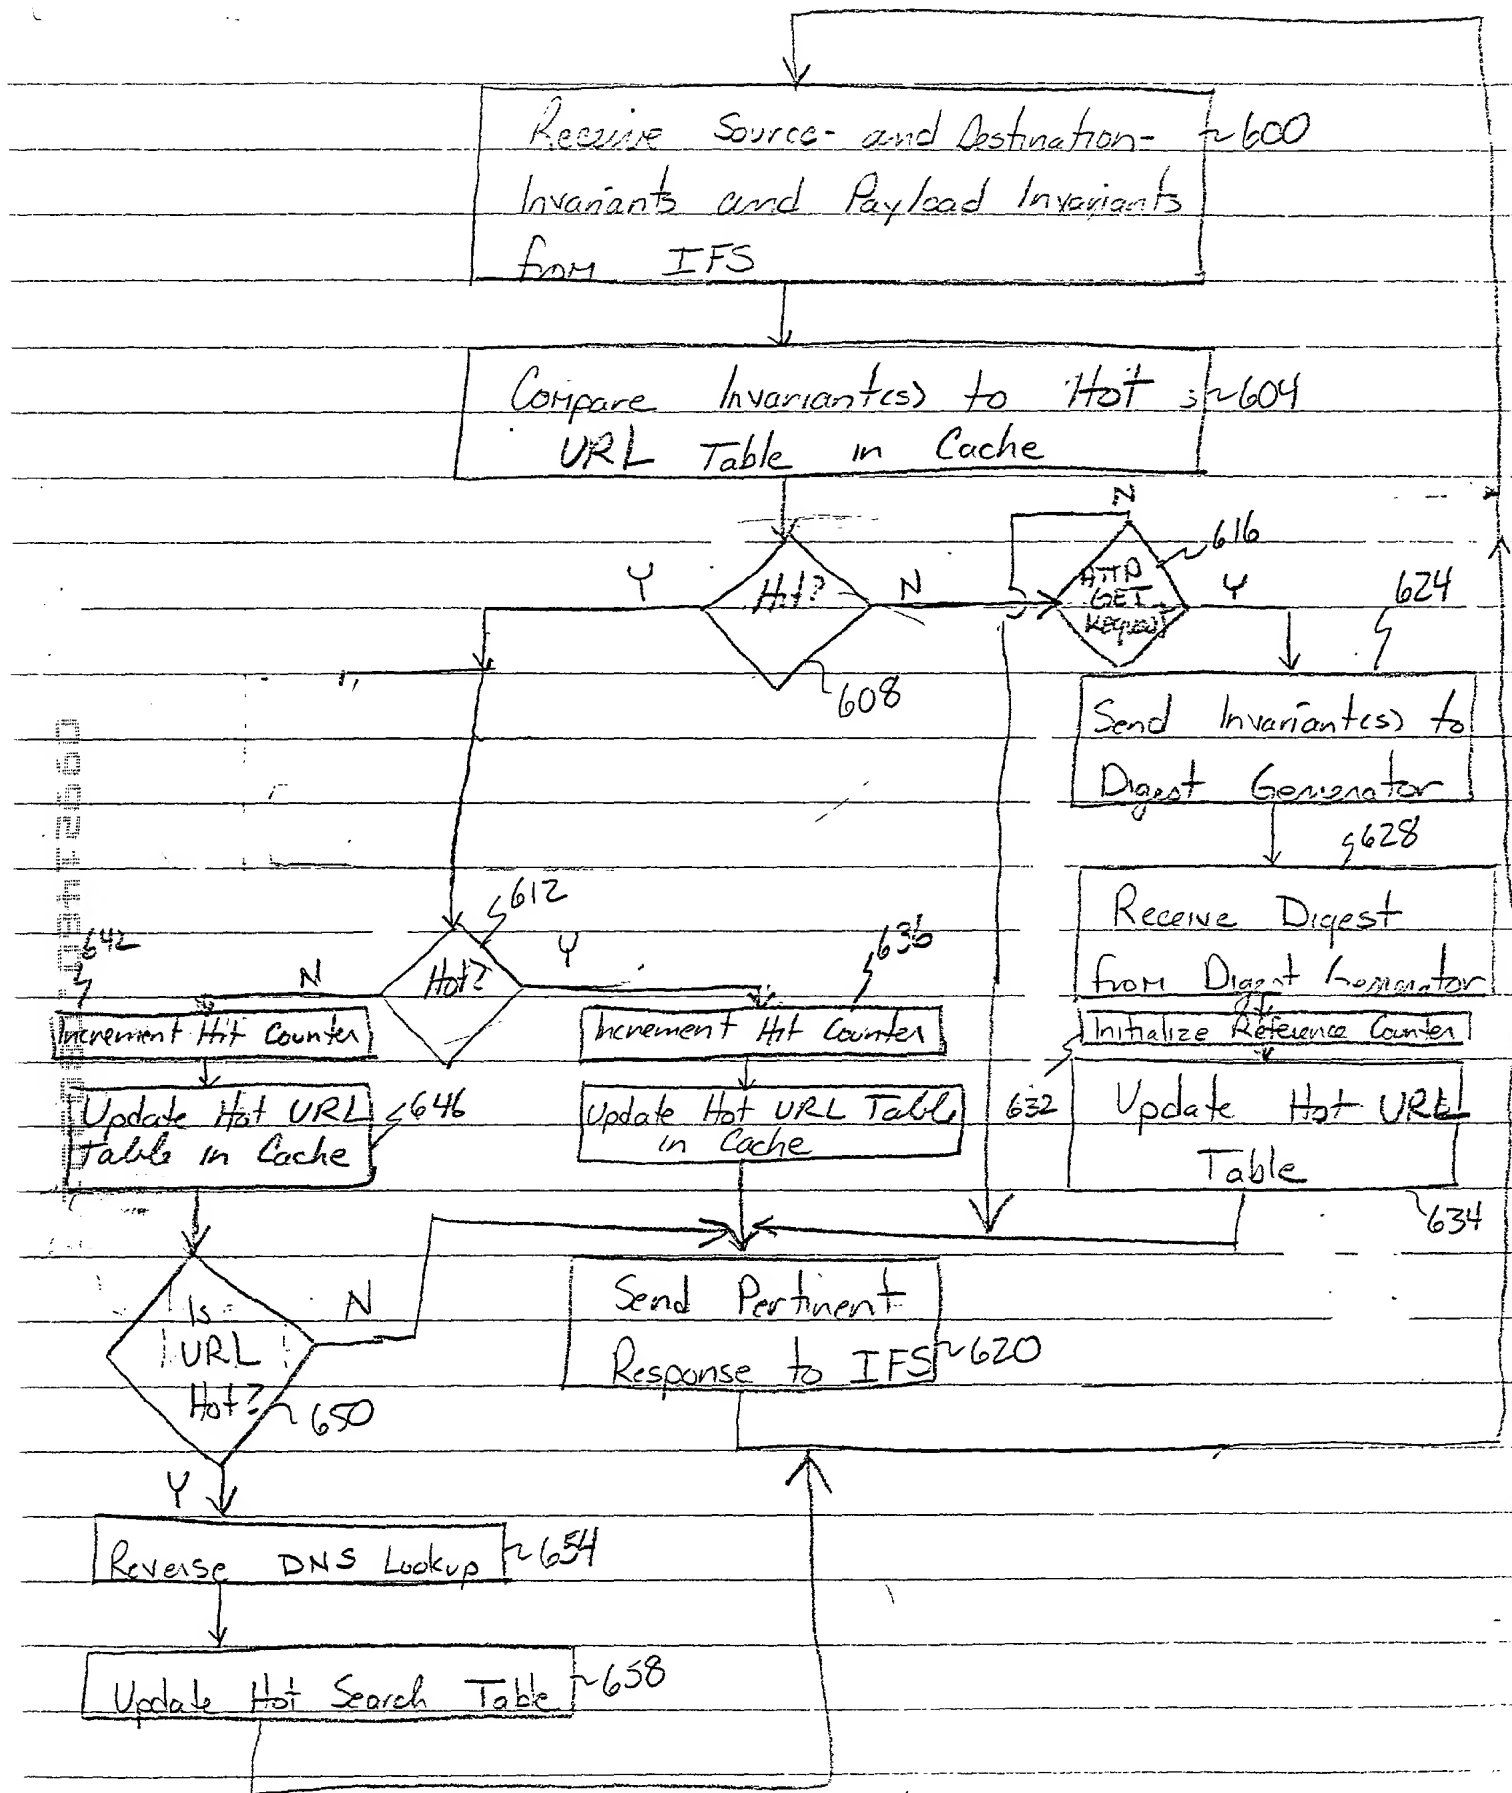 Receive Source- and Destination-
Invariants and Payload Invariants
from IFS
~600
Compare Invariant(s) to Hot
URL Table in Cache
~604
Hit?
Y
N
608
HTTP
GET
Request
N
Y
616
624
Send Invariant(s) to
Digest Generator
628
Receive Digest
from Digest Generator
Initialize Reference Counter
632
Update Hot URL
Table
634
612
Hot?
N
Y
642
Increment Hit Counter
Update Hot URL
Table in Cache
646
636
Increment Hit Counter
Update Hot URL Table
in Cache
Is
URL
Hot?
650
N
Y
Send Pertinent
Response to IFS
~620
Reverse DNS Lookup
~654
Update Hot Search Table
~658